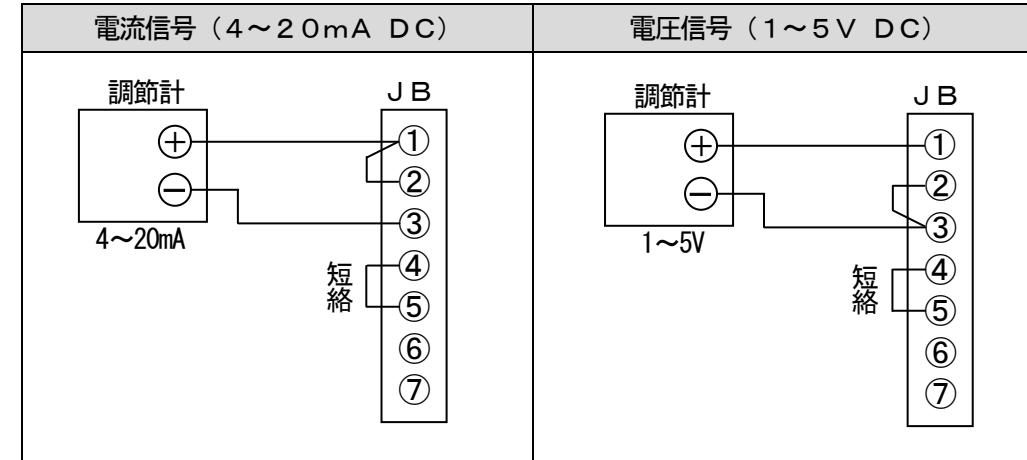 電流信号（４～２０ｍＡ　ＤＣ）
電圧信号（１～５Ｖ　ＤＣ）
調節計
ＪＢ
＋
－
4～20mA
①
②
③
④
⑤
⑥
⑦
短絡
調節計
ＪＢ
＋
－
1～5V
①
②
③
④
⑤
⑥
⑦
短絡